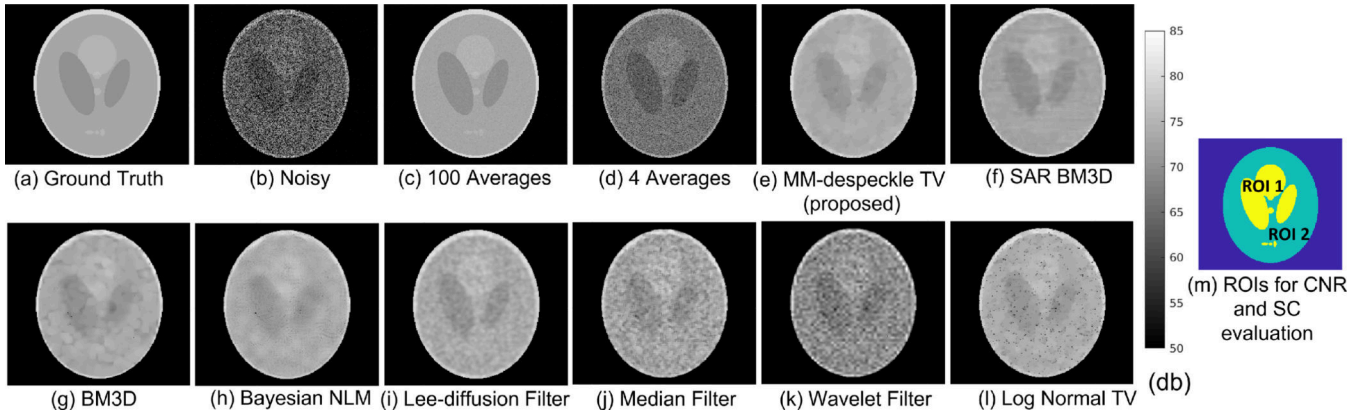 (a) Ground Truth
(b) Noisy
(c) 100 Averages
(d) 4 Averages
(e) MM-despeckle TV
(proposed)
(f) SAR BM3D
(g) BM3D
(h) Bayesian NLM
(i) Lee-diffusion Filter
(j) Median Filter
(k) Wavelet Filter
(l) Log Normal TV
85
80
75
70
65
60
55
50
(db)
ROI 1
ROI 2
(m) ROIs for CNR
and SC
evaluation